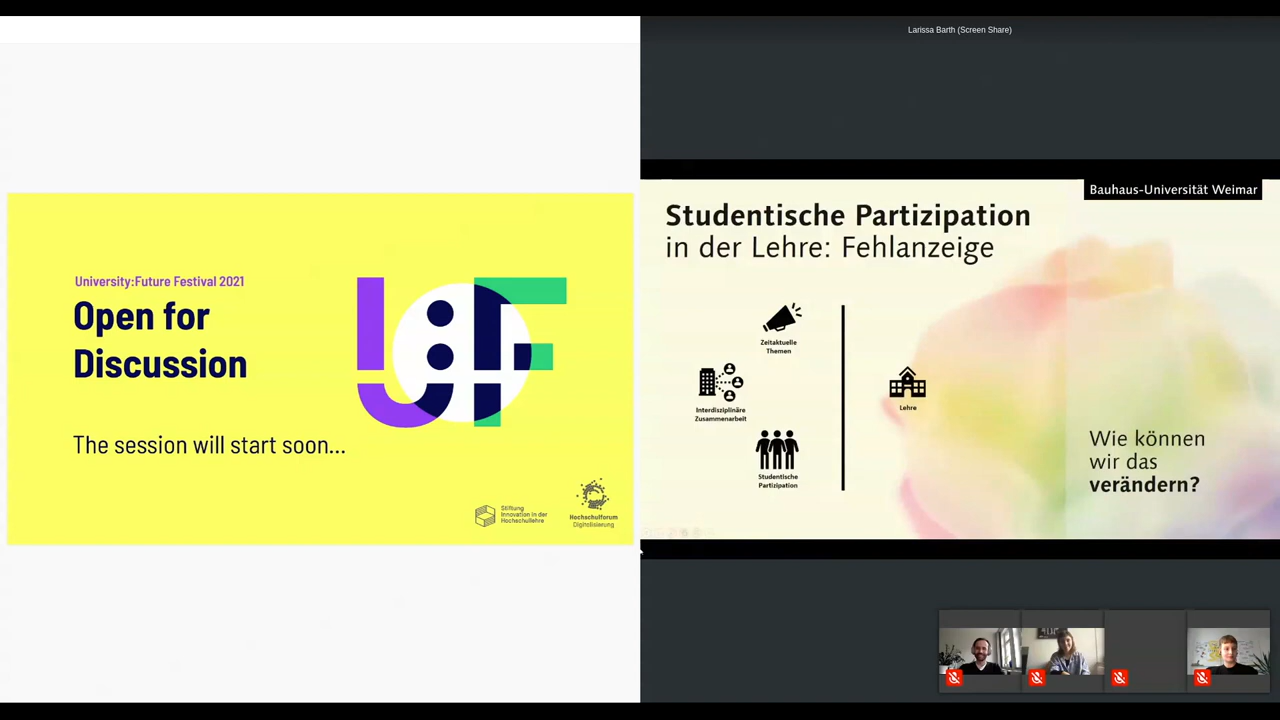 University:Future Festival 2021
Open for
Discussion
The session will start soon...
Stiftung
Innovation in der
Hochschullehre
Hochschulforum
Digitalisierung
Larissa Barth (Screen Share)
Bauhaus-Universität Weimar
Studentische Partizipation
in der Lehre: Fehlanzeige
Zeitaktuelle
Themen
Interdisziplinäre
Zusammenarbeit
Studentische
Partizipation
Lehre
Wie können
wir das
verändern?